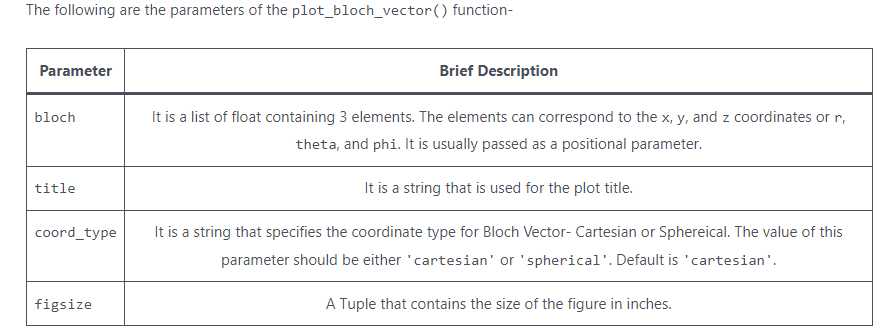 The following are the parameters of the plot_bloch_vector() function-
Parameter
Brief Description
bloch
It is a list of float containing 3 elements. The elements can correspond to the x, y, and z coordinates or r,
theta, and phi. It is usually passed as a positional parameter.
title
It is a string that is used for the plot title.
coord_type
It is a string that specifies the coordinate type for Bloch Vector- Cartesian or Sphereical. The value of this
parameter should be either 'cartesian' or 'spherical'. Default is 'cartesian'.
figsize
A Tuple that contains the size of the figure in inches.